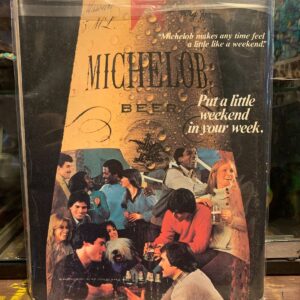 "Michelob makes any time feel
a little like a weekend."
MICHELOB.
BEER
Put a little
weekend
in your week.